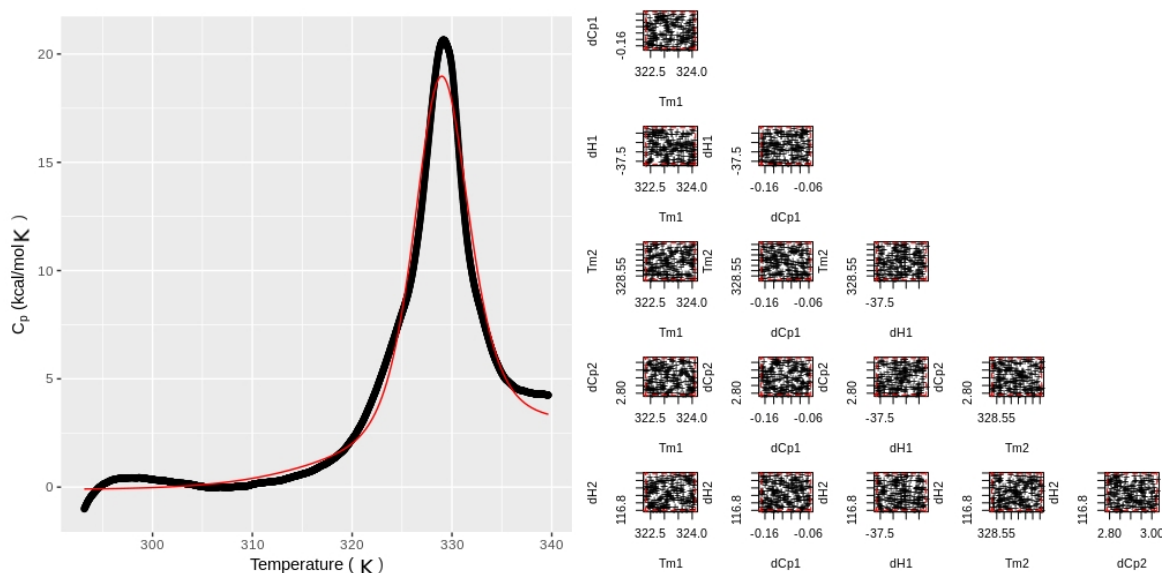 20
15
10
5
0
C_p (kcal/mol K)
300 320 330 340
Temperature ( K )
dCp1
-0.16
322.5 324.0
Tm1
dH1
-37.5
322.5 324.0
Tm1
dH1
-37.5
-0.16 -0.06
dCp1
Tm2
328.55
322.5 324.0
Tm1
Tm2
328.55
-0.16 -0.06
dCp1
Tm2
328.55
-37.5
dH1
dCp2
2.80
322.5 324.0
Tm1
dCp2
2.80
-0.16 -0.06
dCp1
dCp2
2.80
-37.5
dH1
dCp2
2.80
328.55
Tm2
dH2
116.8
322.5 324.0
Tm1
dH2
116.8
-0.16 -0.06
dCp1
dH2
116.8
-37.5
dH1
dH2
116.8
328.55
Tm2
dH2
116.8
2.80 3.00
dCp2